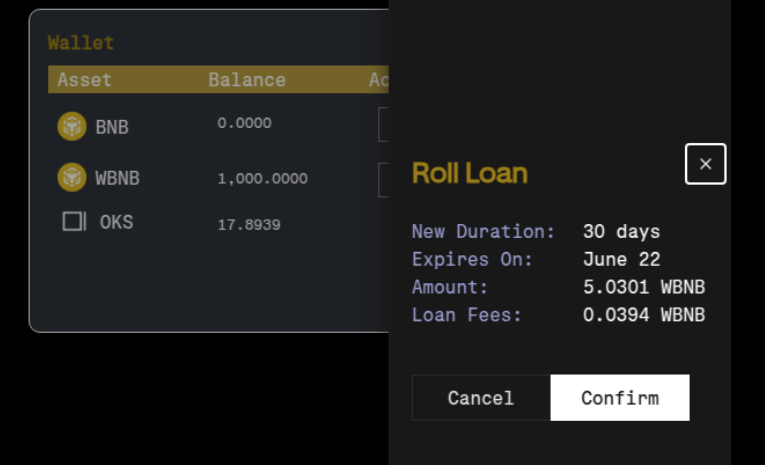 Wallet
Asset Balance Ac
BNB 0.0000
WBNB 1,000.0000
OKS 17.8939
Roll Loan
New Duration: 30 days
Expires On: June 22
Amount: 5.0301 WBNB
Loan Fees: 0.0394 WBNB
Cancel Confirm